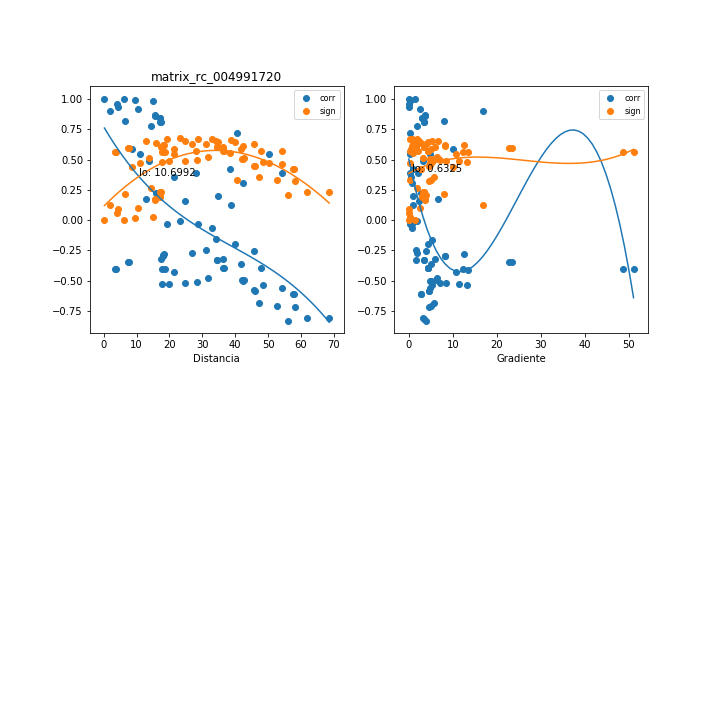 matrix_rc_004991720
corr
sign
lo: 10.6992
1.00
0.75
0.50
0.25
0.00
−0.25
−0.50
−0.75
0 10 20 30 40 50 60 70
Distancia
corr
sign
lo: 0.6325
1.00
0.75
0.50
0.25
0.00
−0.25
−0.50
−0.75
0 10 20 30 40 50
Gradiente